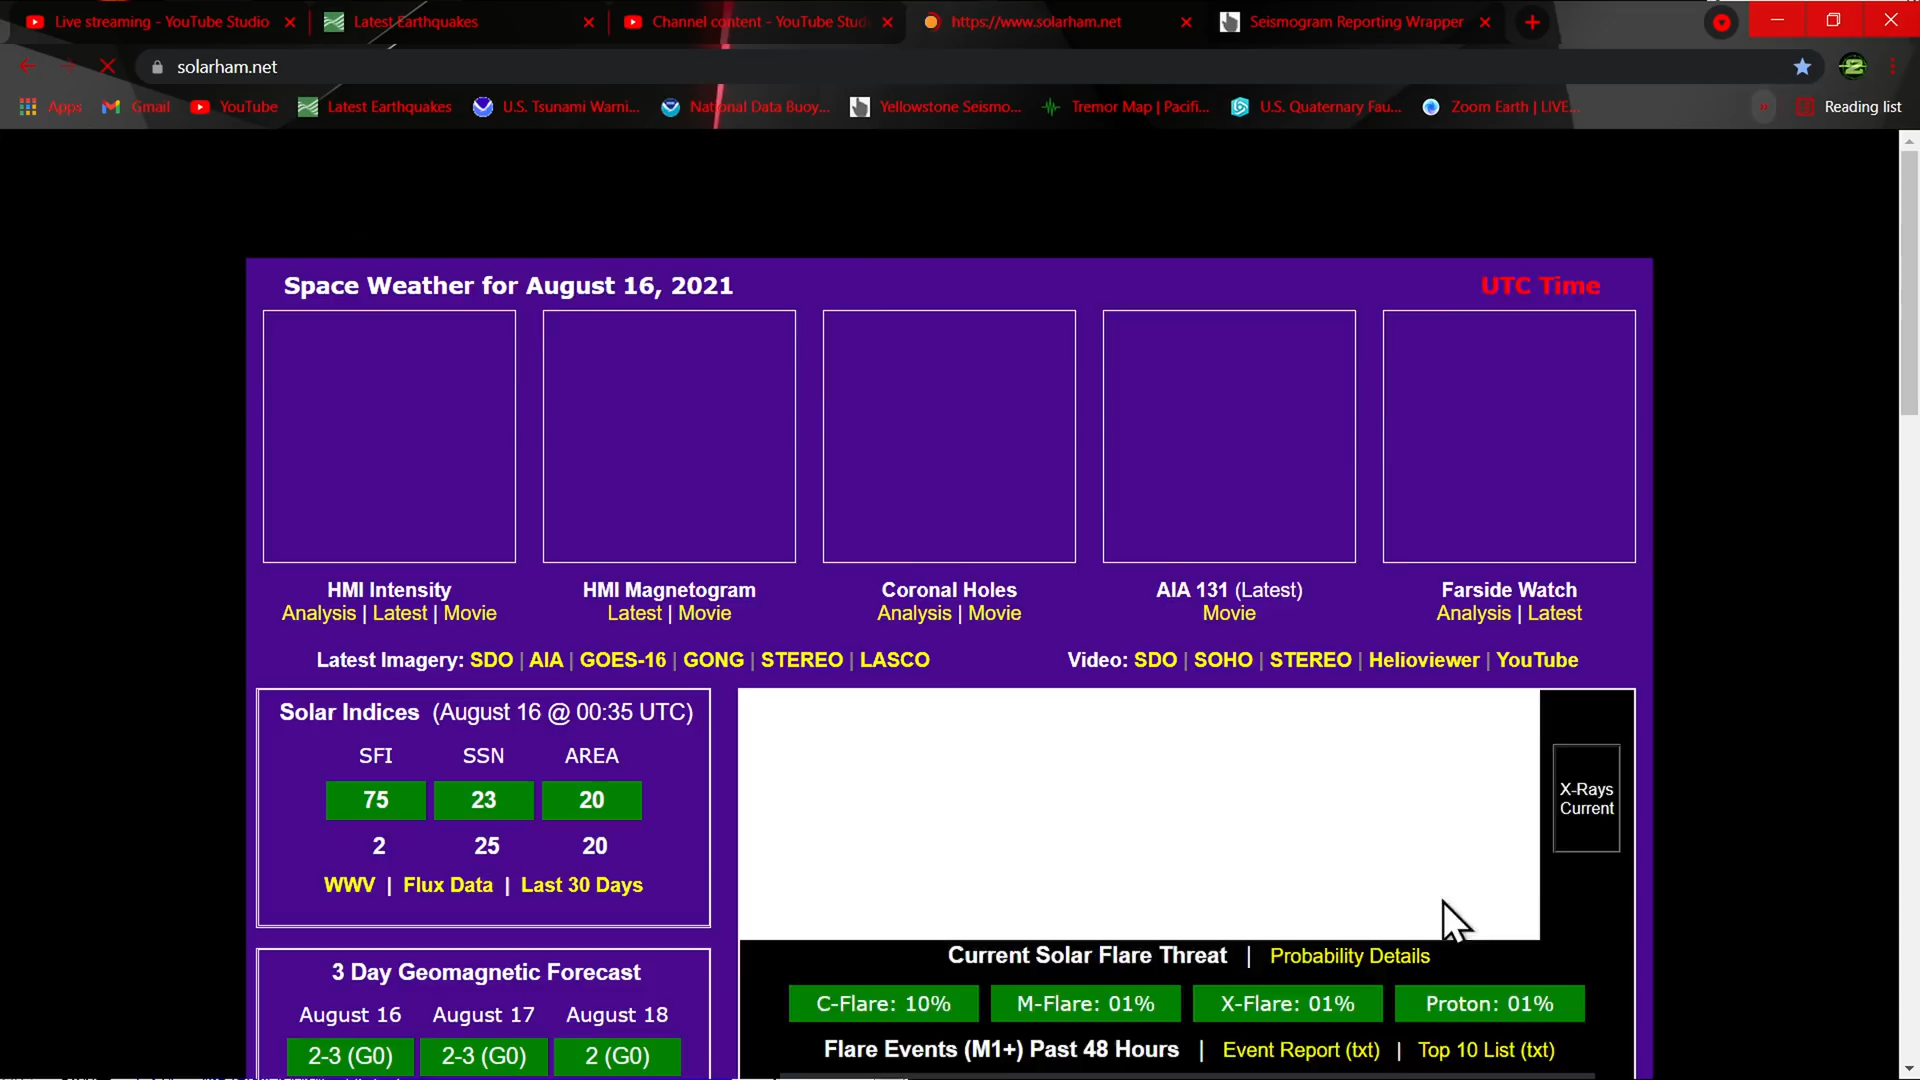 Live streaming - YouTube Studio
Latest Earthquakes
Channel content - YouTube Stud
https://www.solarham.net
Seismogram Reporting Wrapper
solarham.net
Apps
Gmail
YouTube
Latest Earthquakes
U.S. Tsunami Warni...
National Data Buoy...
Yellowstone Seismo...
Tremor Map | Pacifi...
U.S. Quaternary Fau...
Zoom Earth | LIVE...
»
Reading list
Space Weather for August 16, 2021
UTC Time
HMI Intensity
Analysis | Latest | Movie
HMI Magnetogram
Latest | Movie
Coronal Holes
Analysis | Movie
AIA 131 (Latest)
Movie
Farside Watch
Analysis | Latest
Latest Imagery: SDO | AIA | GOES-16 | GONG | STEREO | LASCO
Video: SDO | SOHO | STEREO | Helioviewer | YouTube
Solar Indices (August 16 @ 00:35 UTC)
SFI SSN AREA
75 23 20
2 25 20
WWV | Flux Data | Last 30 Days
X-Rays
Current
3 Day Geomagnetic Forecast
August 16 August 17 August 18
2-3 (G0) 2-3 (G0) 2 (G0)
Current Solar Flare Threat | Probability Details
C-Flare: 10% M-Flare: 01% X-Flare: 01% Proton: 01%
Flare Events (M1+) Past 48 Hours | Event Report (txt) | Top 10 List (txt)